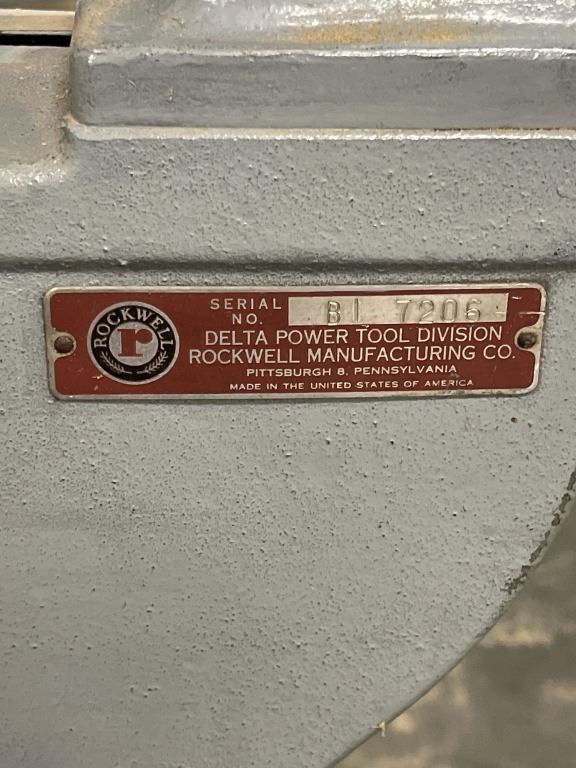 ROCKWELL
r
SERIAL NO. BI 7206
DELTA POWER TOOL DIVISION
ROCKWELL MANUFACTURING CO.
PITTSBURGH 8, PENNSYLVANIA
MADE IN THE UNITED STATES OF AMERICA